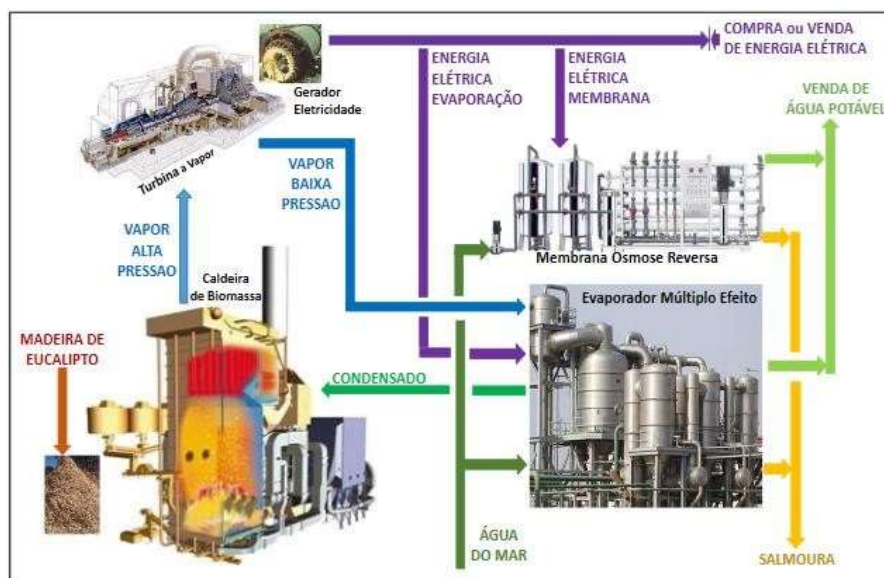 COMPRA ou VENDA
DE ENERGIA ELÉTRICA
Gerador
Eletricidade
ENERGIA
ELÉTRICA
EVAPORAÇÃO
ENERGIA
ELÉTRICA
MEMBRANA
VENDA DE
ÁGUA POTÁVEL
Turbina a Vapor
VAPOR
BAIXA
PRESSAO
VAPOR
ALTA
PRESSAO
Caldeira
de Biomassa
Membrana Osmose Reversa
Evaporador Múltiplo Efeito
MADEIRA DE
EUCALIPTO
CONDENSADO
ÁGUA
DO MAR
SALMOURA